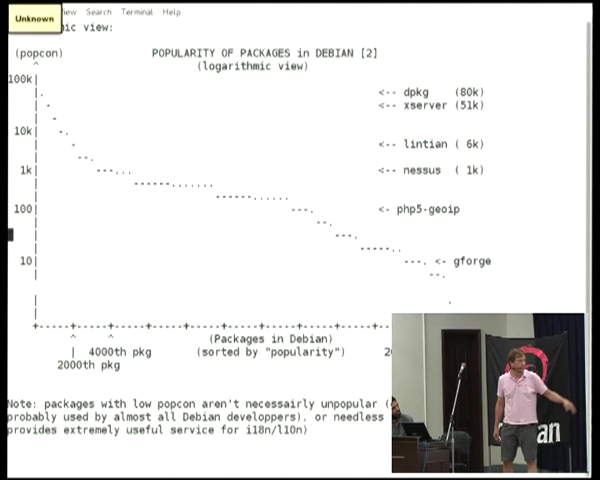 Unknown
iew Search Terminal Help
ic view:
(popcon) POPULARITY OF PACKAGES in DEBIAN [2]
^ (logarithmic view)
100k|
<-- dpkg (80k)
<-- xserver (51k)
10k|
<-- lintian ( 6k)
1k| <-- nessus ( 1k)
100| <- php5-geoip
10| <- gforge
^ ^ (Packages in Debian)
| 4000th pkg (sorted by "popularity") 2
2000th pkg
Note: packages with low popcon aren't necessairly unpopular (
probably used by almost all Debian developpers), or needless
provides extremely useful service for i18n/l10n)
an